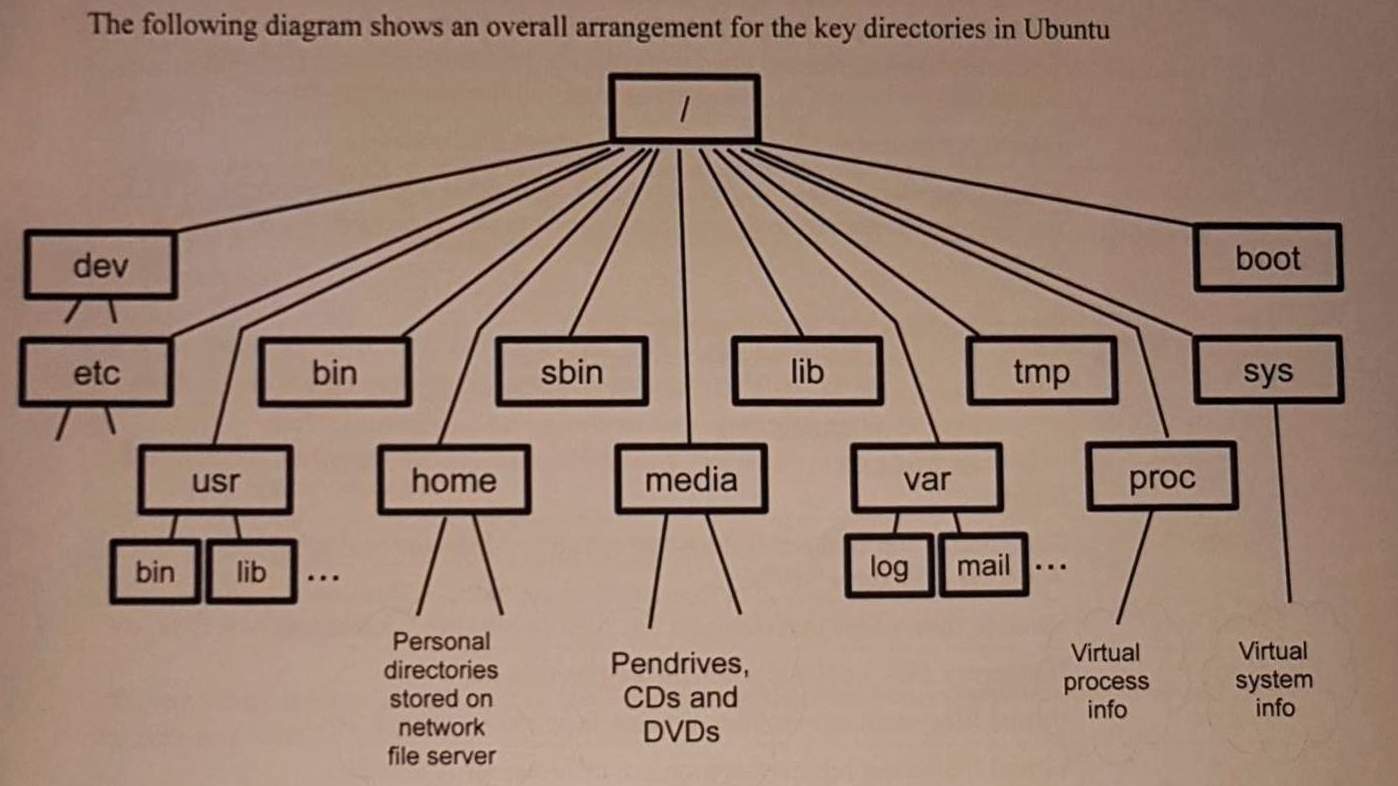 The following diagram shows an overall arrangement for the key directories in Ubuntu
/
dev
boot
etc
bin
sbin
lib
tmp
sys
usr
home
media
var
proc
bin
lib
...
log
mail
...
Personal
directories
stored on
network
file server
Pendrives,
CDs and
DVDs
Virtual
process
info
Virtual
system
info